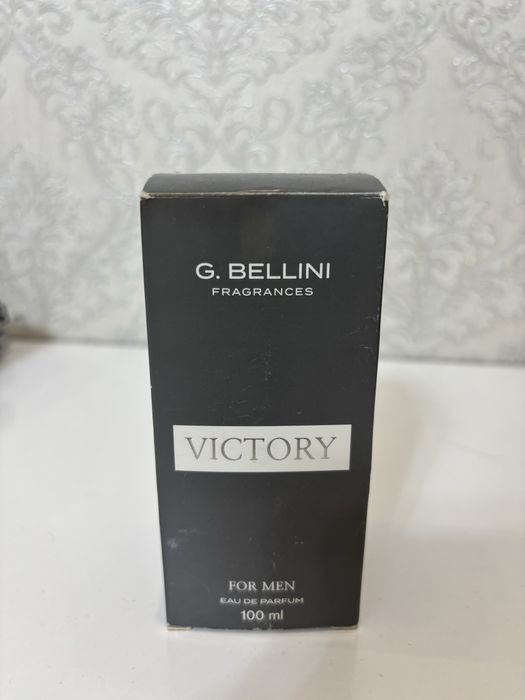 G. BELLINI
FRAGRANCES
VICTORY
FOR MEN
EAU DE PARFUM
100 ml